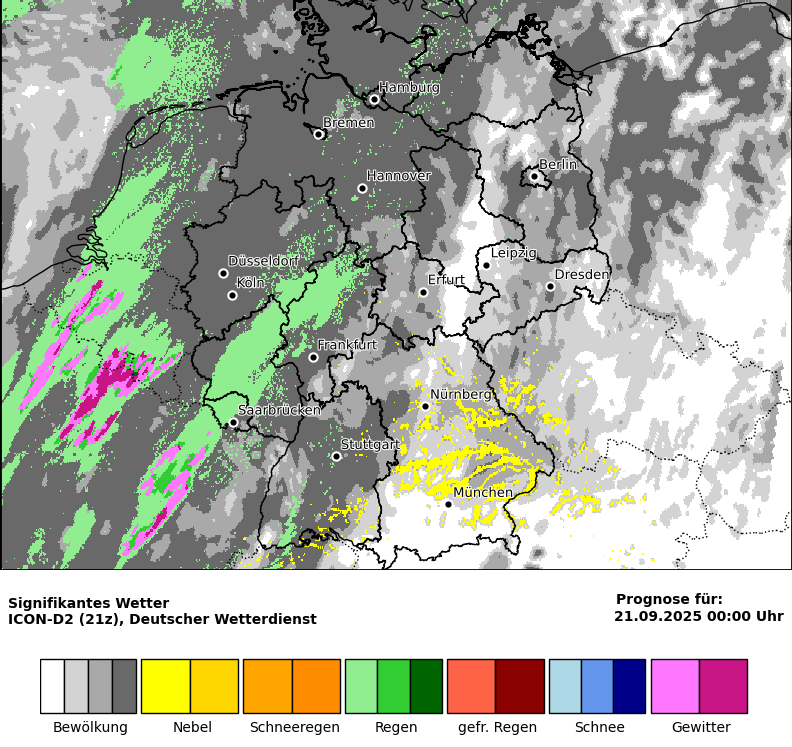 Hamburg
Bremen
Berlin
Hannover
Leipzig
Düsseldorf
Dresden
Köln
Erfurt
Frankfurt
Nürnberg
Saarbrücken
Stuttgart
München
Signifikantes Wetter
ICON-D2 (21z), Deutscher Wetterdienst
Prognose für:
21.09.2025 00:00 Uhr
Bewölkung Nebel Schneeregen Regen gefr. Regen Schnee Gewitter